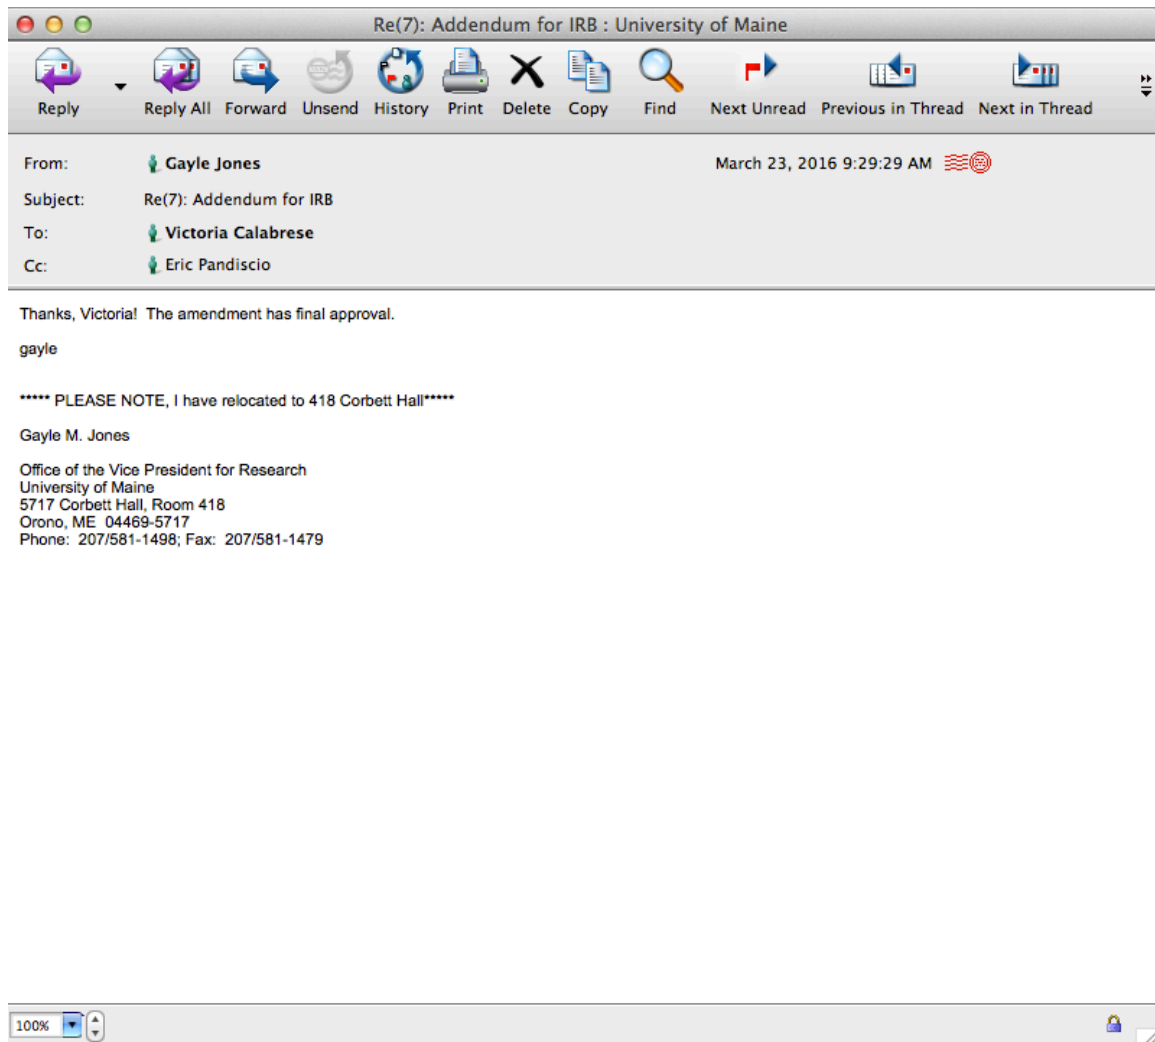 Re(7): Addendum for IRB : University of Maine
Reply Reply All Forward Unsend History Print Delete Copy Find Next Unread Previous in Thread Next in Thread
From: Gayle Jones March 23, 2016 9:29:29 AM
Subject: Re(7): Addendum for IRB
To: Victoria Calabrese
Cc: Eric Pandiscio
Thanks, Victoria!  The amendment has final approval.
gayle
***** PLEASE NOTE, I have relocated to 418 Corbett Hall*****
Gayle M. Jones
Office of the Vice President for Research
University of Maine
5717 Corbett Hall, Room 418
Orono, ME  04469-5717
Phone:  207/581-1498; Fax:  207/581-1479
100%